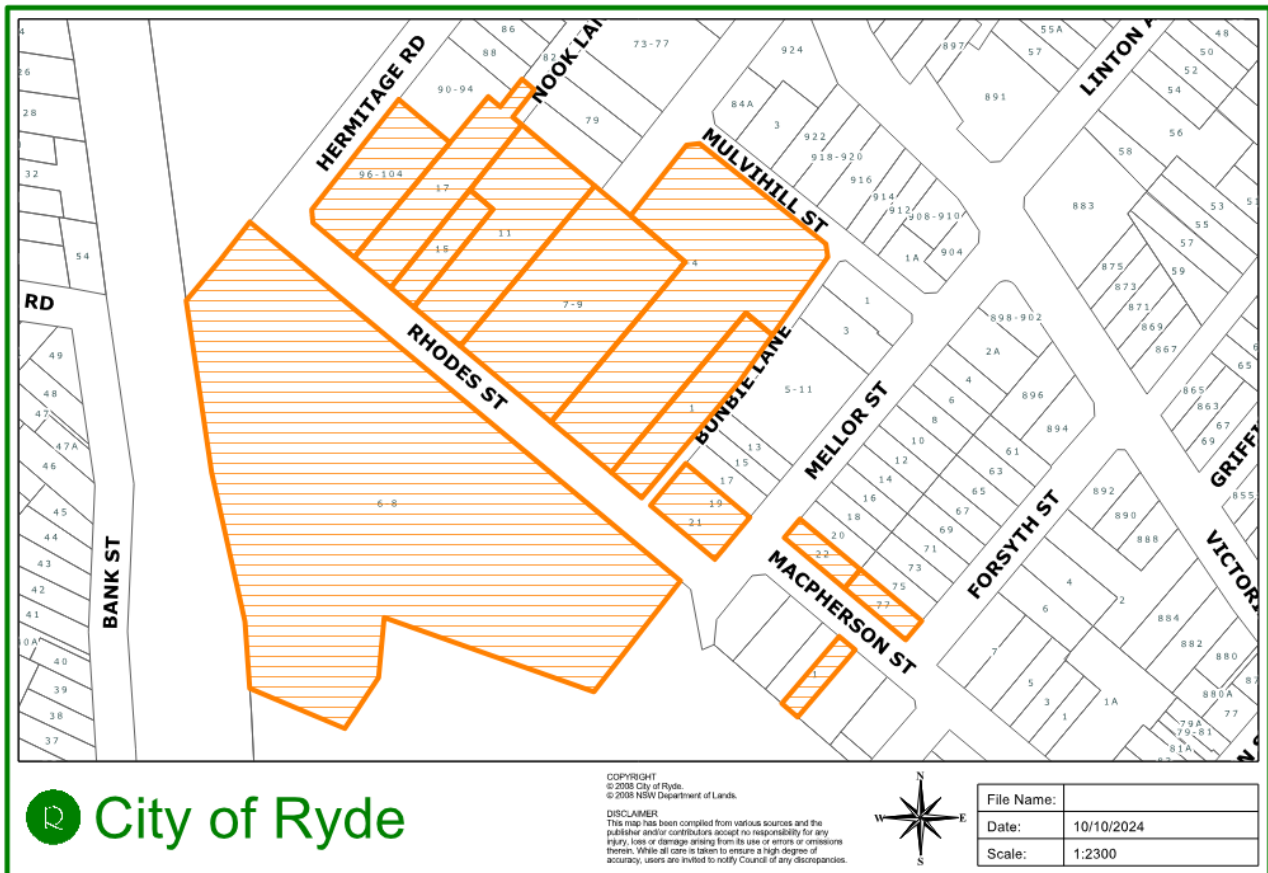 86
88
82
NOOK LAN
73-77
924
897
55A
57
LINTON A
48
50
52
54
56
58
HERMITAGE RD
90-94
79
84A
3
922
918-920
916
914
912
908-910
904
1A
891
883
53
55
57
59
875
873
871
869
867
865
863
67
69
65
MULVIHILL ST
26
28
32
54
RD
49
48
47
47A
46
45
44
43
42
41
40A
40
39
38
37
BANK ST
96-104
17
15
11
7-9
4
1
RHODES ST
6-8
BUNBIE LANE
1
3
5-11
13
15
17
19
21
MELLOR ST
898-902
2A
4
6
8
10
12
14
16
18
20
22
896
894
61
63
65
67
69
71
73
75
77
FORSYTH ST
MACPHERSON ST
1
892
890
888
4
6
2
7
5
3
1
1A
884
882
880
880A
77
79A
79-81
81A
GRIFFI
855-
VICTORI
City of Ryde
COPYRIGHT
© 2008 City of Ryde.
© 2008 NSW Department of Lands.
DISCLAIMER
This map has been compiled from various sources and the
publisher and/or contributors accept no responsibility for any
injury, loss or damage arising from its use or errors or omissions
therein. While all care is taken to ensure a high degree of
accuracy, users are invited to notify Council of any discrepancies.
N
W
E
S
File Name:
Date: 10/10/2024
Scale: 1:2300